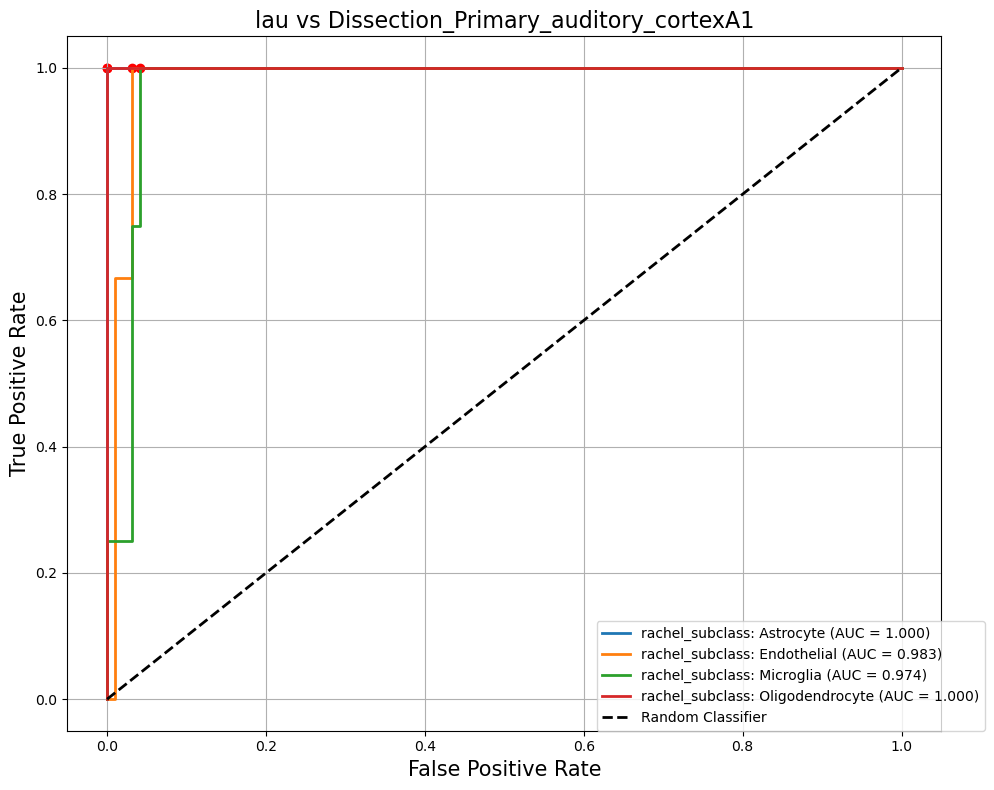 lau vs Dissection_Primary_auditory_cortexA1
True Positive Rate
1.0
0.8
0.6
0.4
0.2
0.0
0.0 0.2 0.4 0.6 0.8 1.0
False Positive Rate
rachel_subclass: Astrocyte (AUC = 1.000)
rachel_subclass: Endothelial (AUC = 0.983)
rachel_subclass: Microglia (AUC = 0.974)
rachel_subclass: Oligodendrocyte (AUC = 1.000)
Random Classifier